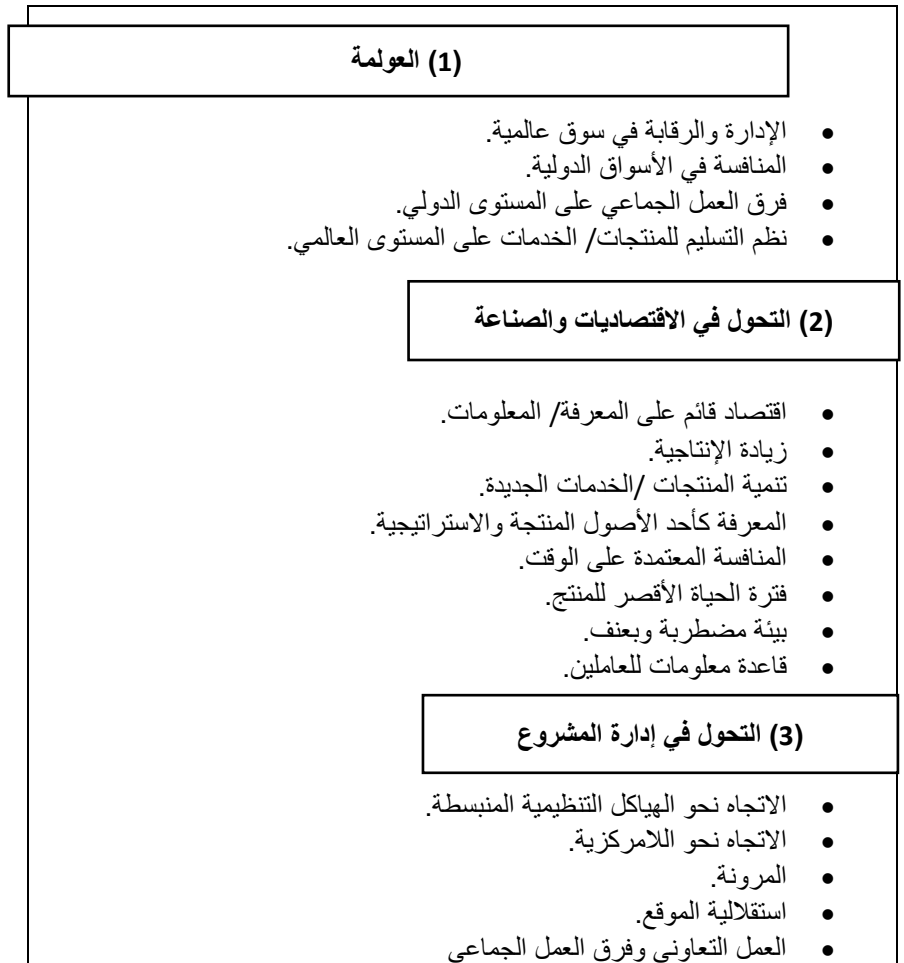 (1) العولمة
• الإدارة والرقابة في سوق عالمية.
• المنافسة في الأسواق الدولية.
• فرق العمل الجماعي على المستوى الدولي.
• نظم التسليم للمنتجات/ الخدمات على المستوى العالمي.
(2) التحول في الاقتصاديات والصناعة
• اقتصاد قائم على المعرفة/ المعلومات.
• زيادة الإنتاجية.
• تنمية المنتجات /الخدمات الجديدة.
• المعرفة كأحد الأصول المنتجة والاستراتيجية.
• المنافسة المعتمدة على الوقت.
• فترة الحياة الأقصر للمنتج.
• بيئة مضطربة وبعنف.
• قاعدة معلومات للعاملين.
(3) التحول في إدارة المشروع
• الاتجاه نحو الهياكل التنظيمية المنبسطة.
• الاتجاه نحو اللامركزية.
• المرونة.
• استقلالية الموقع.
• العمل التعاوني وفرق العمل الجماعي